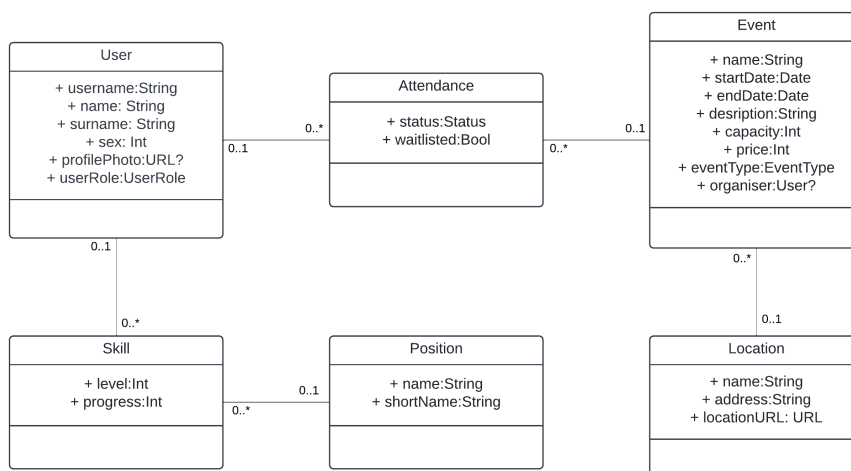 User
+ username:String
+ name: String
+ surname: String
+ sex: Int
+ profilePhoto:URL?
+ userRole:UserRole
0..1
0..*
Attendance
+ status:Status
+ waitlisted:Bool
0..*
0..1
Event
+ name:String
+ startDate:Date
+ endDate:Date
+ desription:String
+ capacity:Int
+ price:Int
+ eventType:EventType
+ organiser:User?
0..1
0..*
0..*
0..1
Skill
+ level:Int
+ progress:Int
0..*
0..1
Position
+ name:String
+ shortName:String
Location
+ name:String
+ address:String
+ locationURL: URL